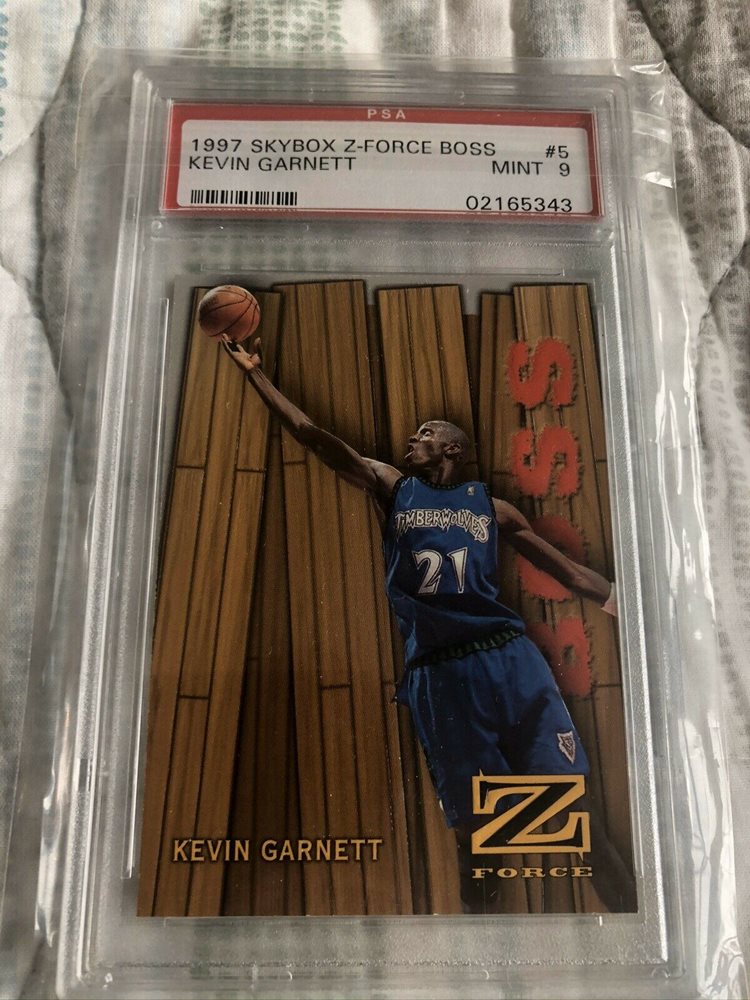 PSA
1997 SKYBOX Z-FORCE BOSS #5
KEVIN GARNETT MINT 9
02165343
BOSS
TIMBERWOLVES
21
Z
FORCE
KEVIN GARNETT